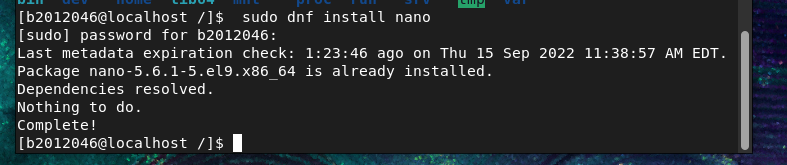 bin dev home lib64 mnt proc run srv tmp var
[b2012046@localhost /]$  sudo dnf install nano
[sudo] password for b2012046:
Last metadata expiration check: 1:23:46 ago on Thu 15 Sep 2022 11:38:57 AM EDT.
Package nano-5.6.1-5.el9.x86_64 is already installed.
Dependencies resolved.
Nothing to do.
Complete!
[b2012046@localhost /]$